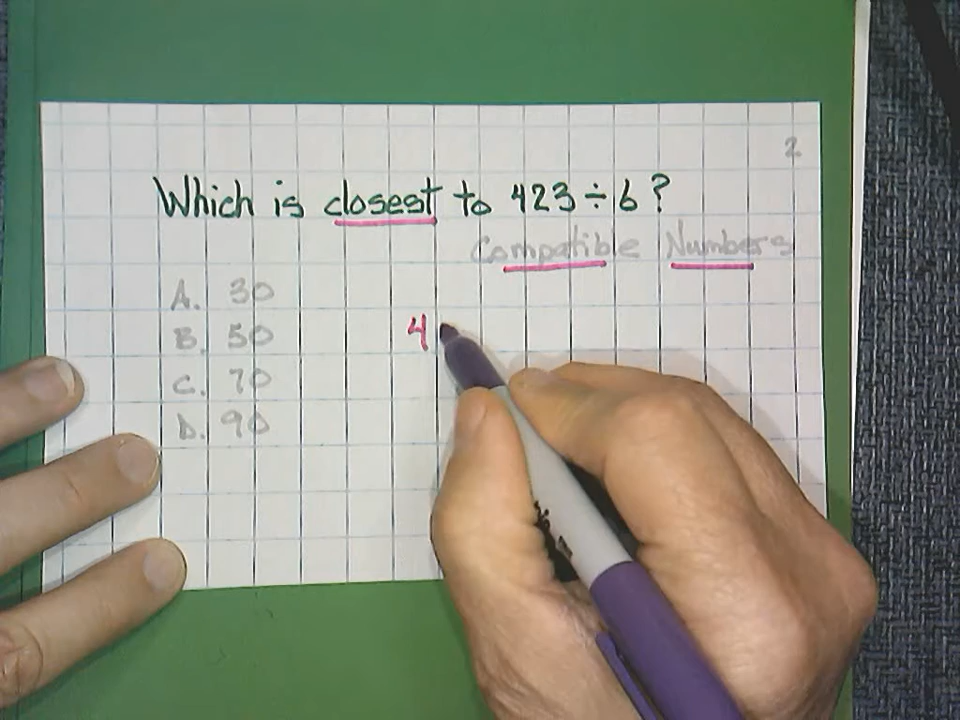 2
Which is closest to 423 ÷ 6?
Compatible Numbers
A. 30
B. 50
C. 70
D. 90
4